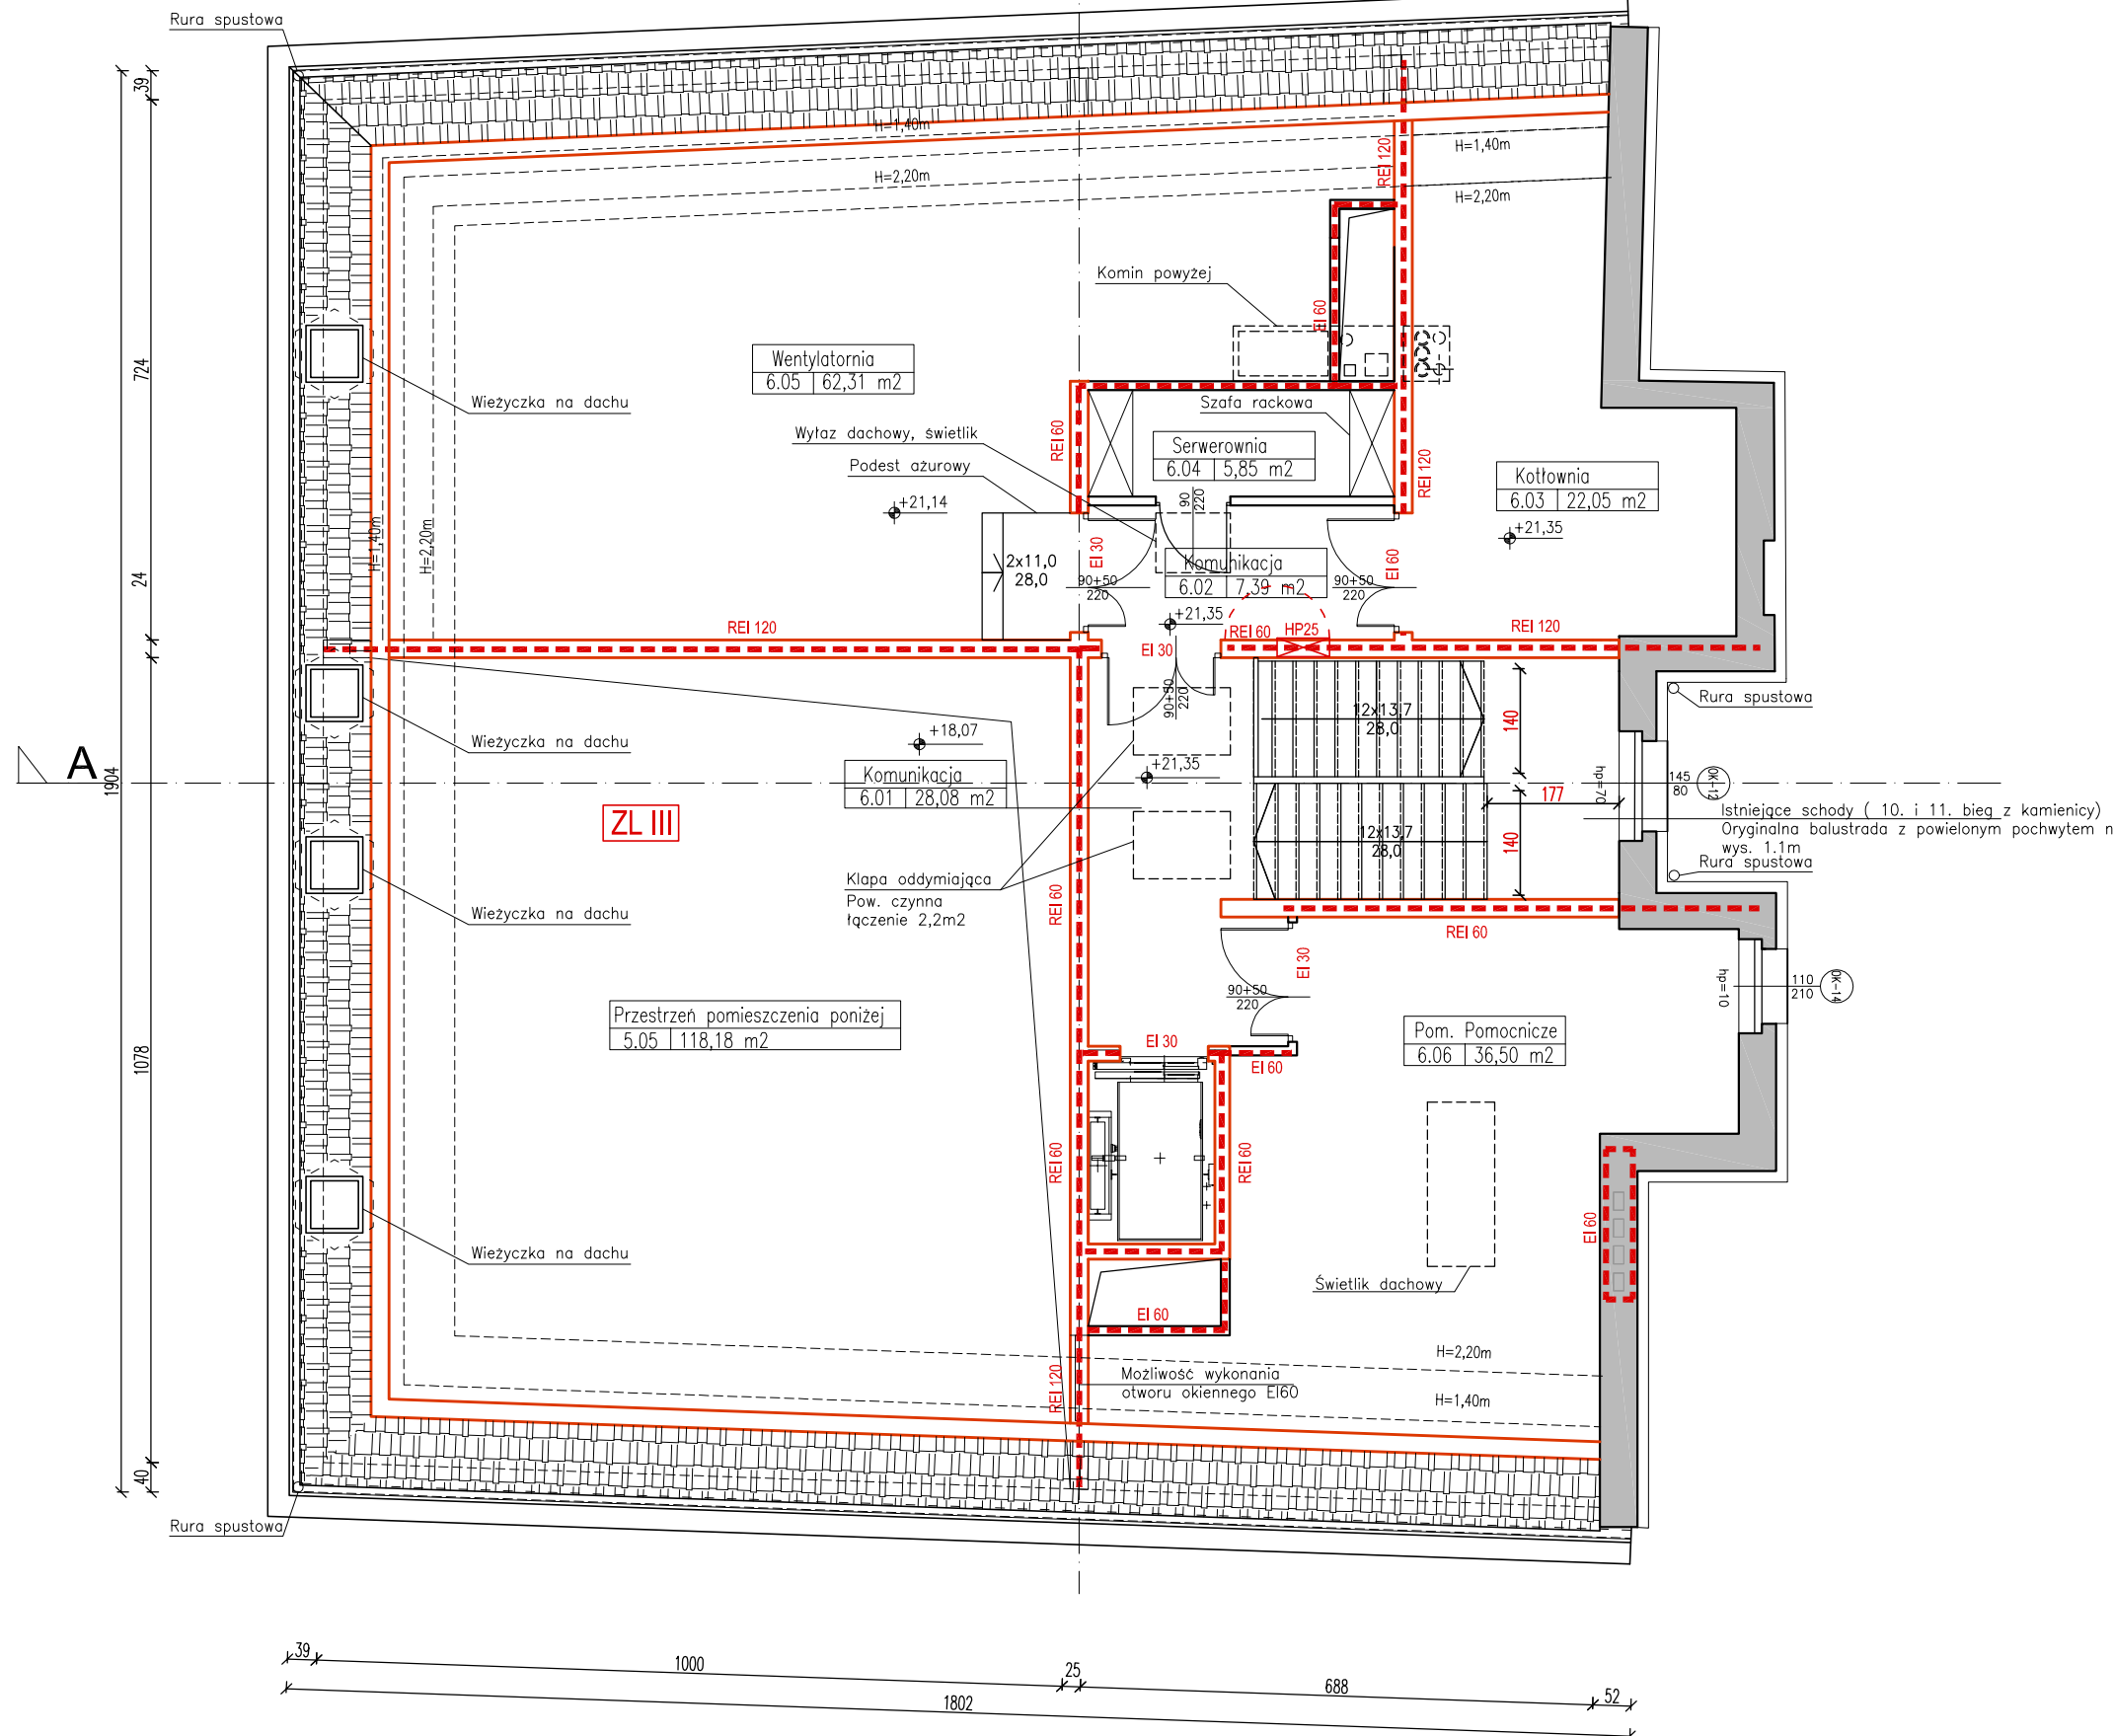 Rura spustowa
39
H=1,40m
H=1,40m
H=2,20m
H=2,20m
REI 120
Komin powyżej
EI 60
724
Wentylatornia
6.05 62,31 m2
Wieżyczka na dachu
Szafa rackowa
Wyłaz dachowy, świetlik
Podest ażurowy
REI 60
Serwerownia
6.04 5,85 m2
REI 120
Kotłownia
6.03 22,05 m2
+21,14
90
220
+21,35
H=1,40m
H=2,20m
EI 30
EI 60
2x11,0
28,0
Komunikacja
6.02 7,39 m2
90+50
220
90+50
220
24
+21,35
REI 120
REI 60
HP25
REI 120
EI 30
90+50
220
Rura spustowa
12x13,7
28,0
140
+18,07
Wieżyczka na dachu
+21,35
A
1904
Komunikacja
6.01 28,08 m2
177
hp=70
145
80
OK-12
ZL III
12x13,7
28,0
140
Istniejące schody ( 10. i 11. bieg z kamienicy)
Oryginalna balustrada z powielonym pochwytem n
wys. 1.1m
Rura spustowa
Klapa oddymiająca
Pow. czynna
łączenie 2,2m2
REI 60
Wieżyczka na dachu
REI 60
EI 30
90+50
220
hp=10
110
210
OK-14
Przestrzeń pomieszczenia poniżej
5.05 118,18 m2
1078
EI 30
EI 60
Pom. Pomocnicze
6.06 36,50 m2
REI 60
REI 60
EI 60
Wieżyczka na dachu
Świetlik dachowy
EI 60
H=2,20m
REI 120
Możliwość wykonania
otworu okiennego EI60
H=1,40m
40
Rura spustowa
39
1000
25
688
52
1802